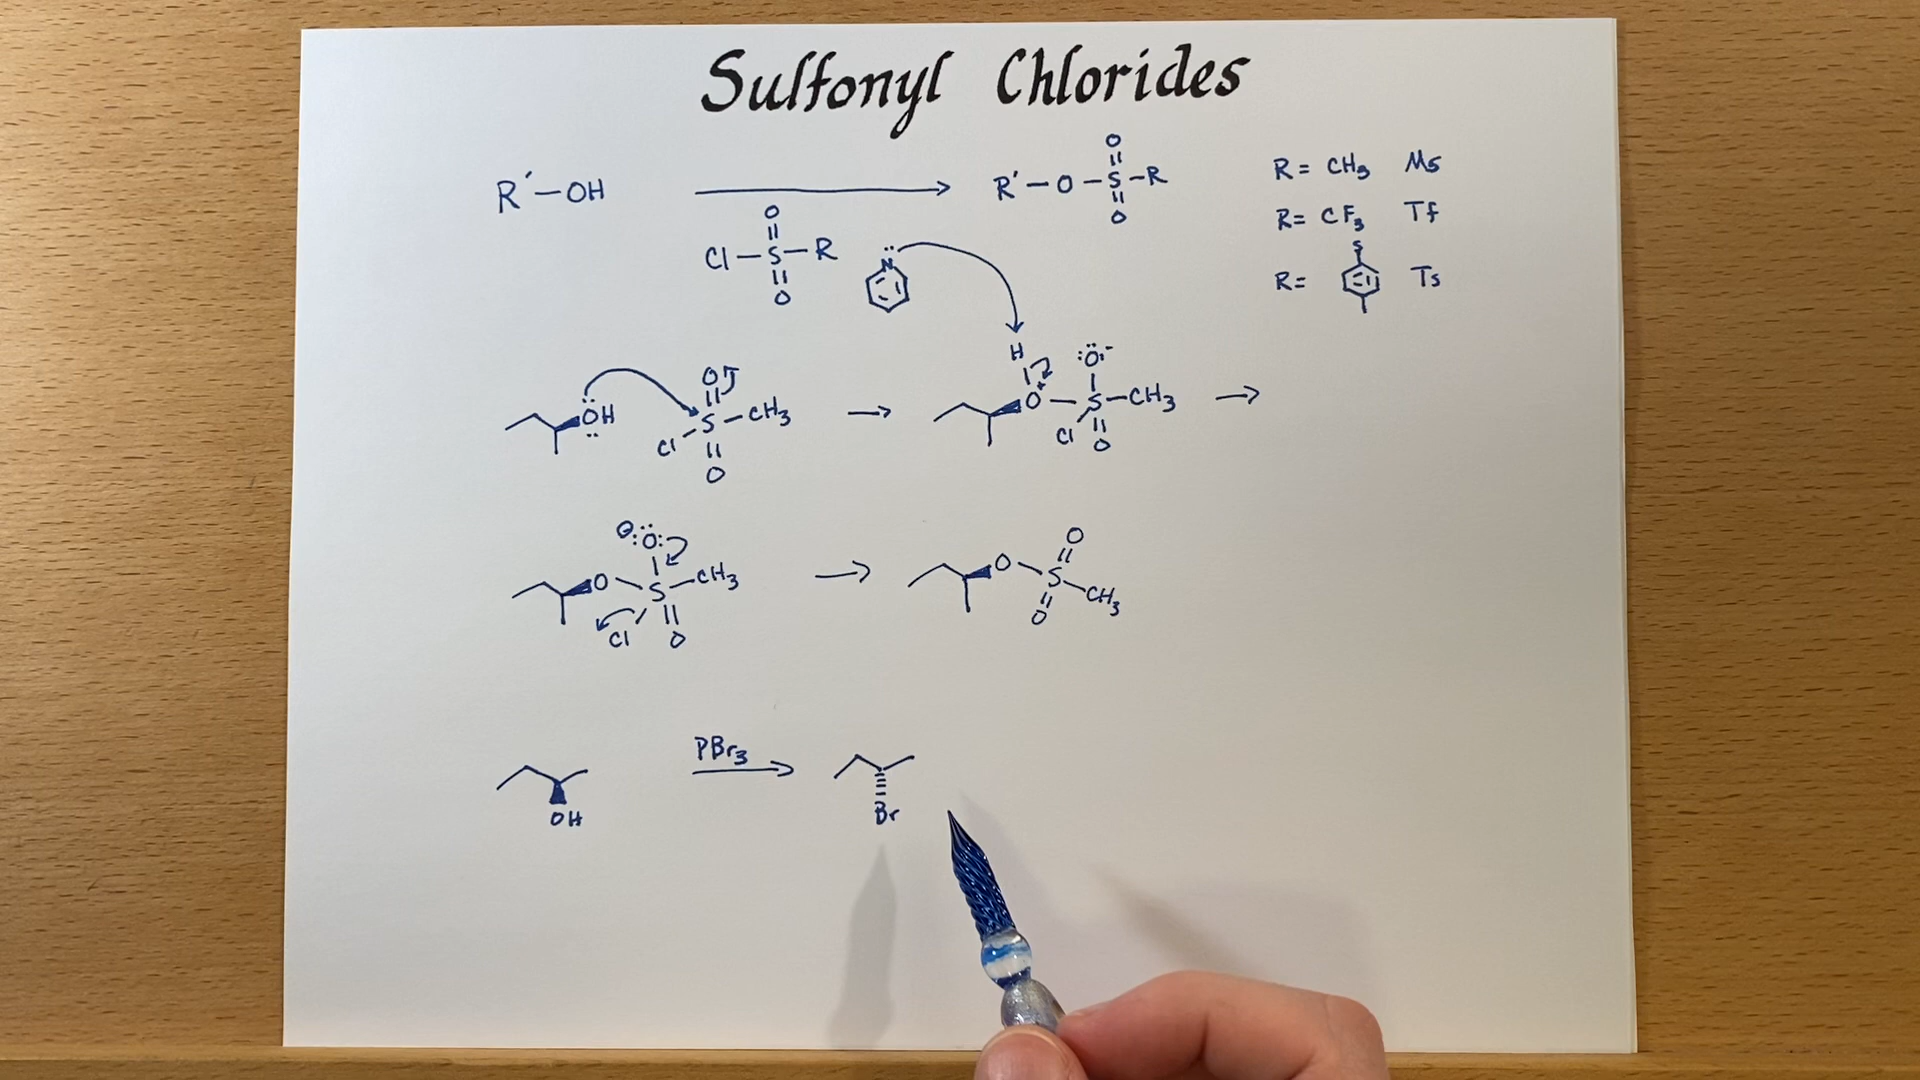 Sulfonyl Chlorides
R´—OH
Cl—S—R
O
O
N
R´—O—S—R
O
O
R= CH3 Ms
R= CF3 Tf
R= Ts
OH
O
S—CH3
Cl
O
H
:O:-
O+—S—CH3
Cl
O
⊖:O:
O S—CH3
Cl O
O
O S
O CH3
PBr3
OH
Br